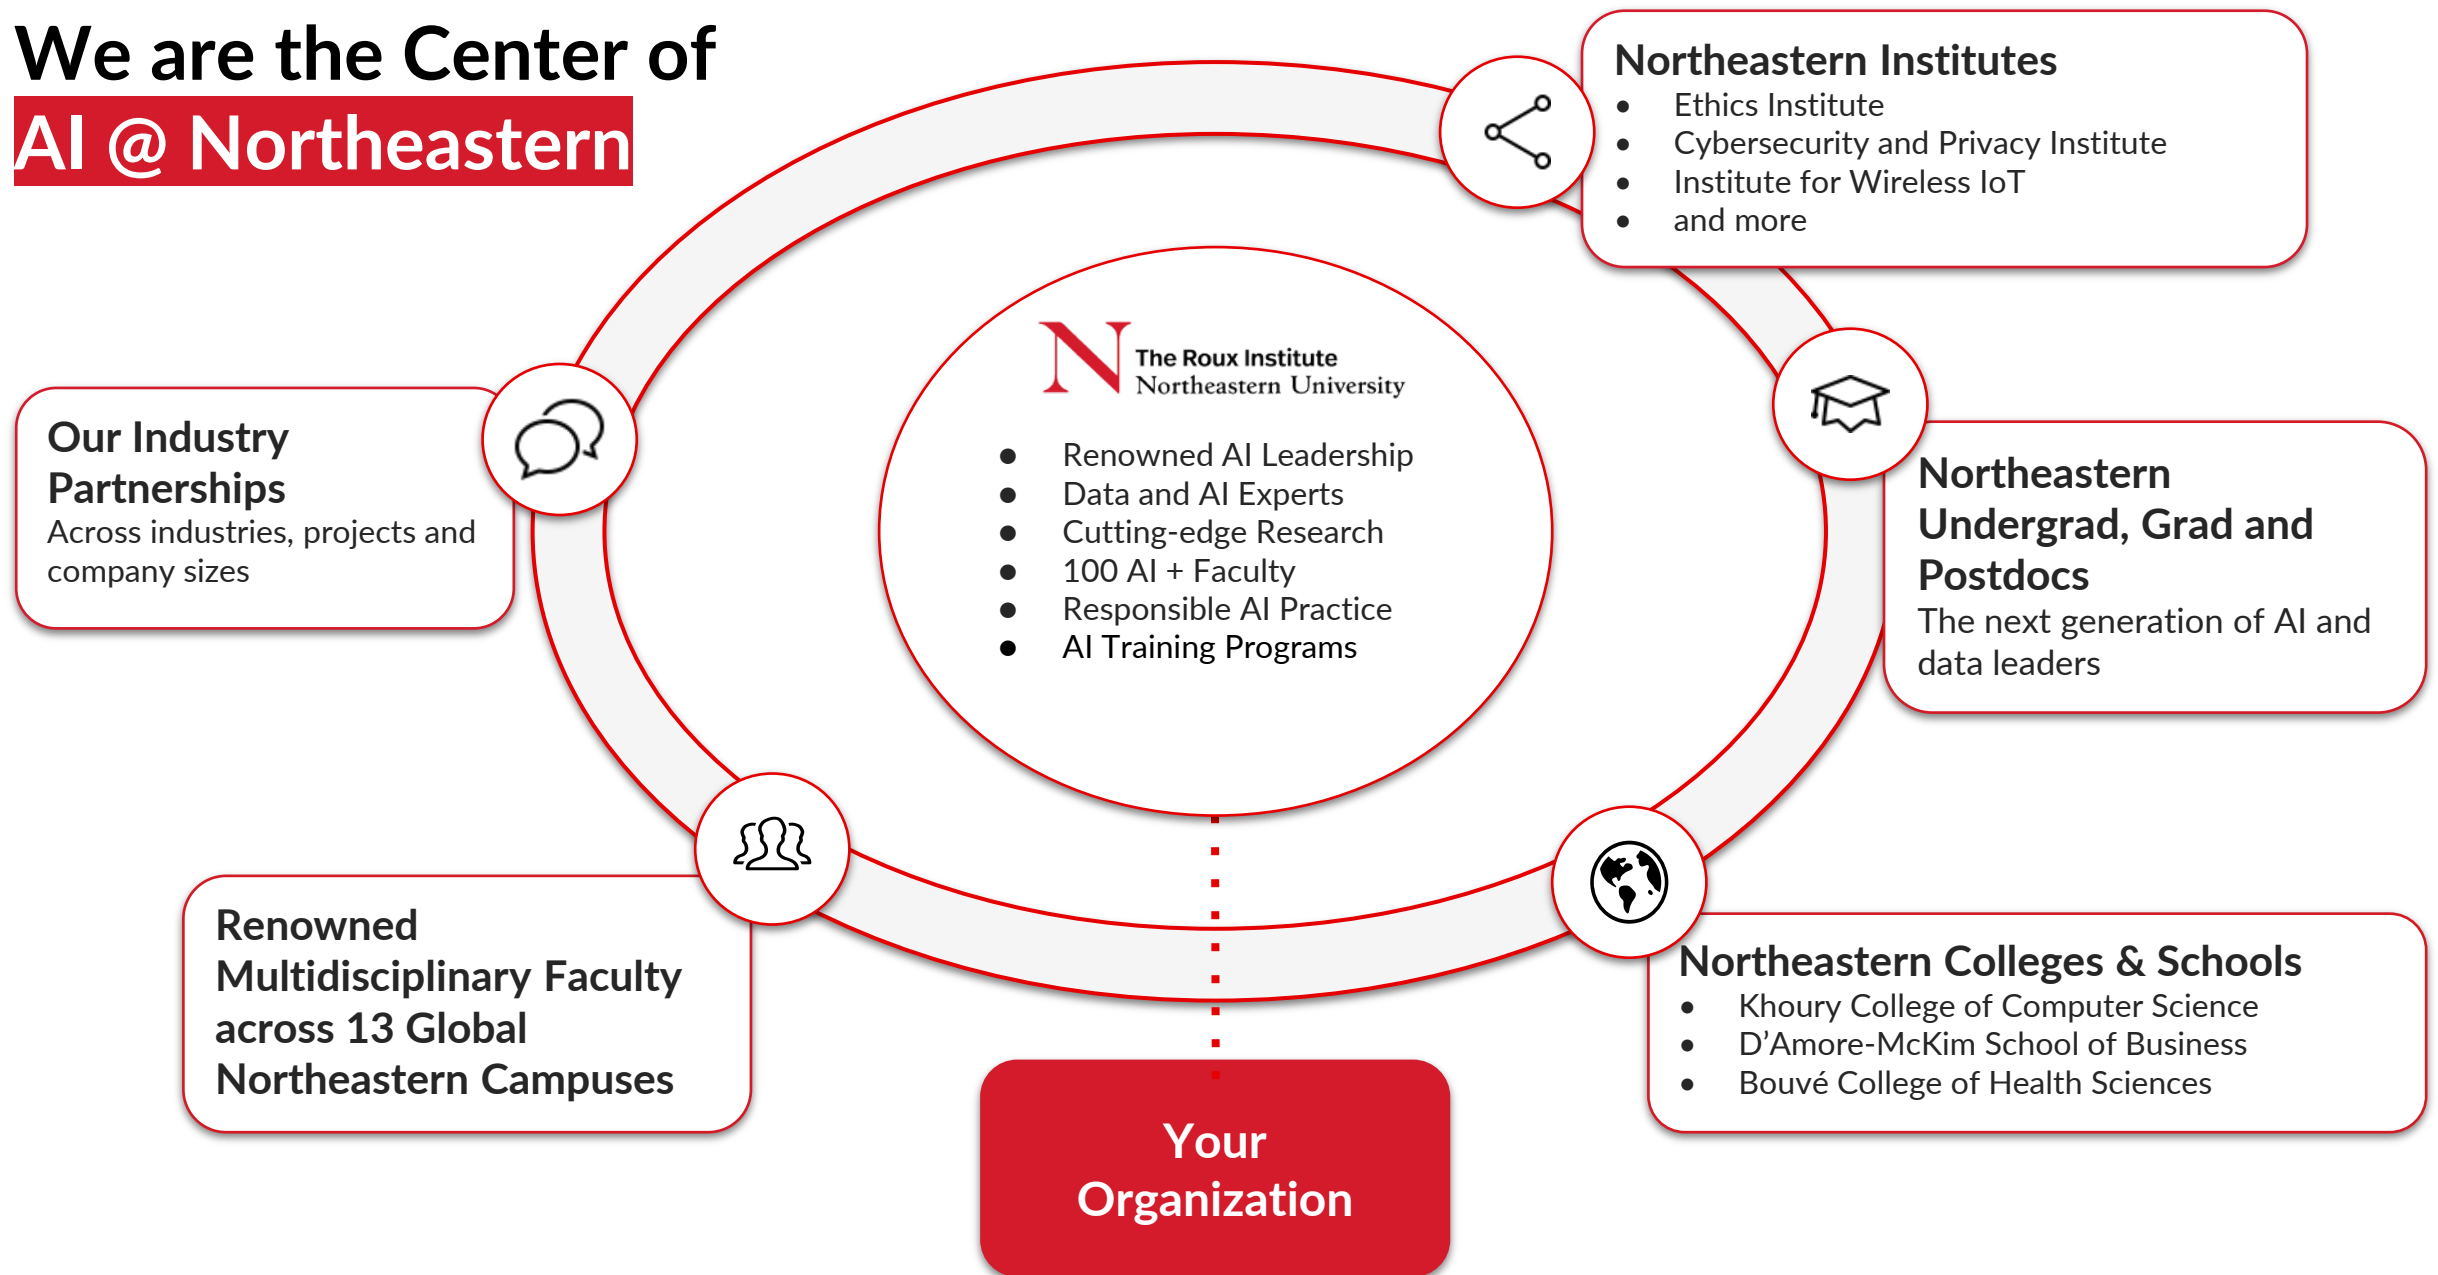 We are the Center of
AI @ Northeastern
Northeastern Institutes
● Ethics Institute
● Cybersecurity and Privacy Institute
● Institute for Wireless IoT
● and more
N The Roux Institute
Northeastern University
● Renowned AI Leadership
● Data and AI Experts
● Cutting-edge Research
● 100 AI + Faculty
● Responsible AI Practice
● AI Training Programs
Our Industry
Partnerships
Across industries, projects and
company sizes
Northeastern
Undergrad, Grad and
Postdocs
The next generation of AI and
data leaders
Renowned
Multidisciplinary Faculty
across 13 Global
Northeastern Campuses
Northeastern Colleges & Schools
● Khoury College of Computer Science
● D’Amore-McKim School of Business
● Bouvé College of Health Sciences
Your
Organization